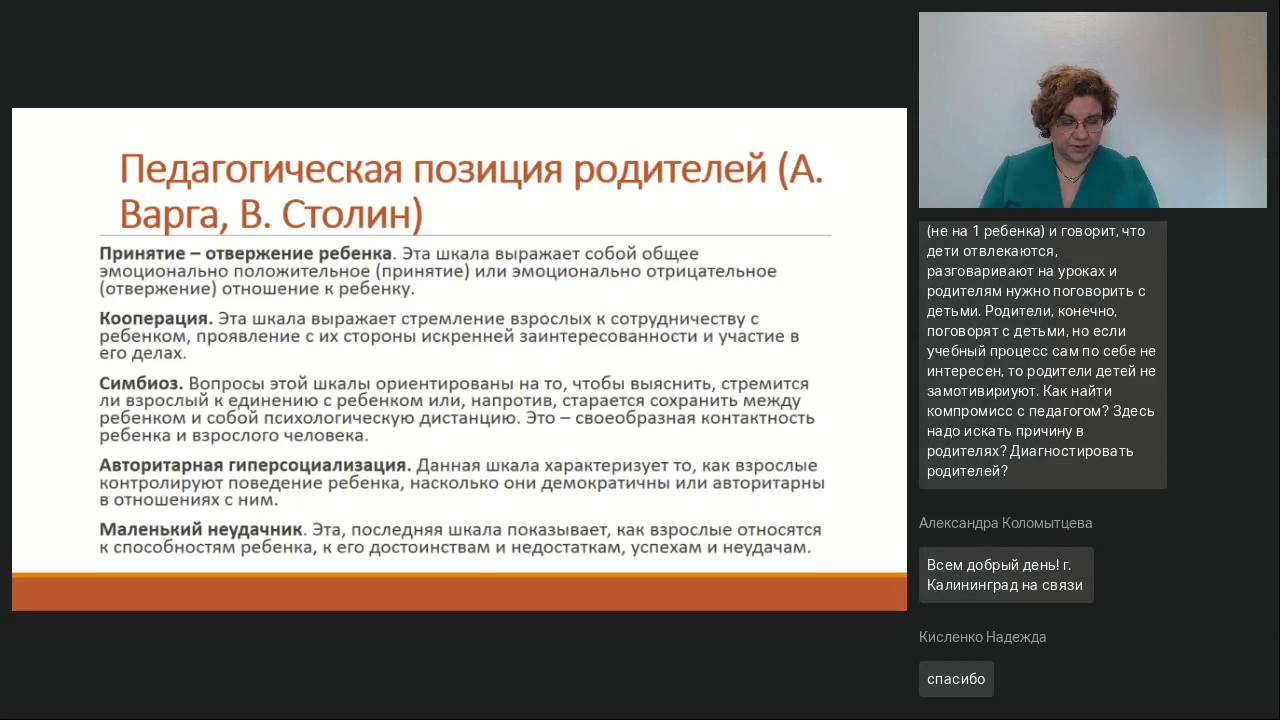 Педагогическая позиция родителей (А.
Варга, В. Столин)
Принятие – отвержение ребенка. Эта шкала выражает собой общее
эмоционально положительное (принятие) или эмоционально отрицательное
(отвержение) отношение к ребенку.
Кооперация. Эта шкала выражает стремление взрослых к сотрудничеству с
ребенком, проявление с их стороны искренней заинтересованности и участие в
его делах.
Симбиоз. Вопросы этой шкалы ориентированы на то, чтобы выяснить, стремится
ли взрослый к единению с ребенком или, напротив, старается сохранить между
ребенком и собой психологическую дистанцию. Это – своеобразная контактность
ребенка и взрослого человека.
Авторитарная гиперсоциализация. Данная шкала характеризует то, как взрослые
контролируют поведение ребенка, насколько они демократичны или авторитарны
в отношениях с ним.
Маленький неудачник. Эта, последняя шкала показывает, как взрослые относятся
к способностям ребенка, к его достоинствам и недостаткам, успехам и неудачам.
(не на 1 ребенка) и говорит, что
дети отвлекаются,
разговаривают на уроках и
родителям нужно поговорить с
детьми. Родители, конечно,
поговорят с детьми, но если
учебный процесс сам по себе не
интересен, то родители детей не
замотивириуют. Как найти
компромисс с педагогом? Здесь
надо искать причину в
родителях? Диагностировать
родителей?
Александра Коломытцева
Всем добрый день! г.
Калининград на связи
Кисленко Надежда
спасибо